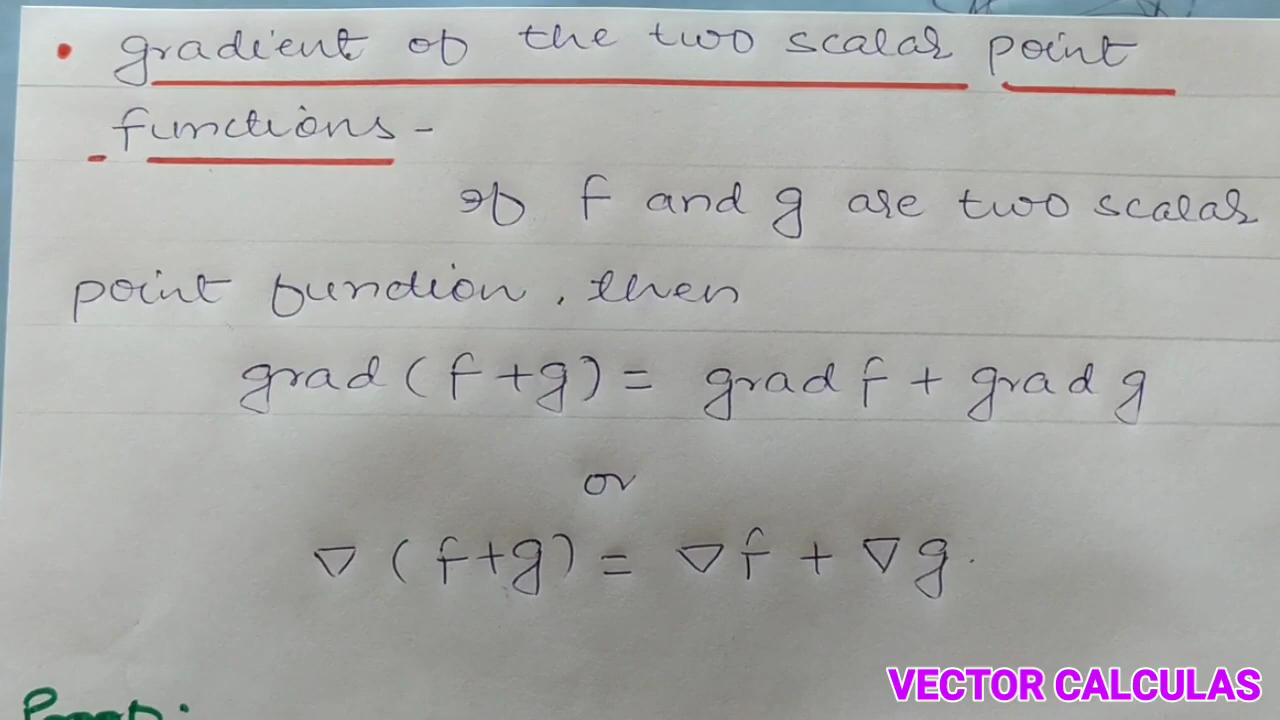 • gradient of the two scalar point
functions -
If f and g are two scalar
point function, then
grad (f+g) = grad f + grad g
or
∇ (f+g) = ∇f + ∇g.
VECTOR CALCULAS
Proof: